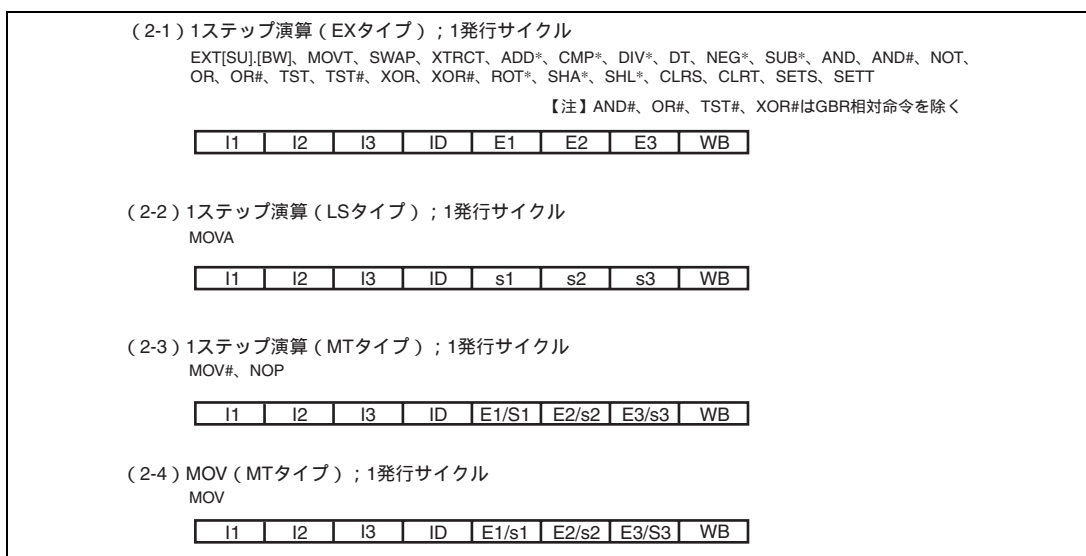 （2-1）1ステップ演算（EXタイプ）；1発行サイクル
EXT[SU].[BW]、MOVT、SWAP、XTRCT、ADD*、CMP*、DIV*、DT、NEG*、SUB*、AND、AND#、NOT、
OR、OR#、TST、TST#、XOR、XOR#、ROT*、SHA*、SHL*、CLRS、CLRT、SETS、SETT
【注】AND#、OR#、TST#、XOR#はGBR相対命令を除く
I1 I2 I3 ID E1 E2 E3 WB
（2-2）1ステップ演算（LSタイプ）；1発行サイクル
MOVA
I1 I2 I3 ID s1 s2 s3 WB
（2-3）1ステップ演算（MTタイプ）；1発行サイクル
MOV#、NOP
I1 I2 I3 ID E1/S1 E2/s2 E3/s3 WB
（2-4）MOV（MTタイプ）；1発行サイクル
MOV
I1 I2 I3 ID E1/s1 E2/s2 E3/S3 WB